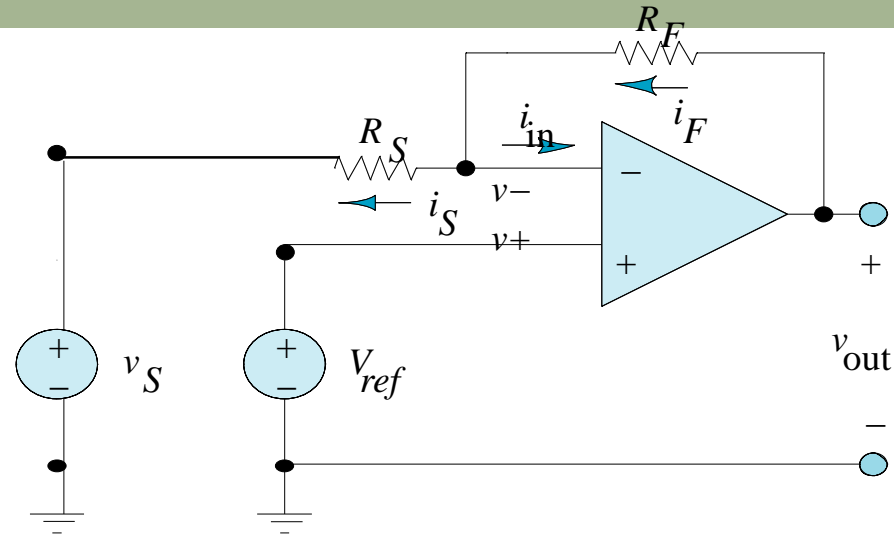 R_F
i_F
i_in
R_S
−
v−
i_S
v+
+
+
+
−
v_S
+
−
V_ref
v_out
−